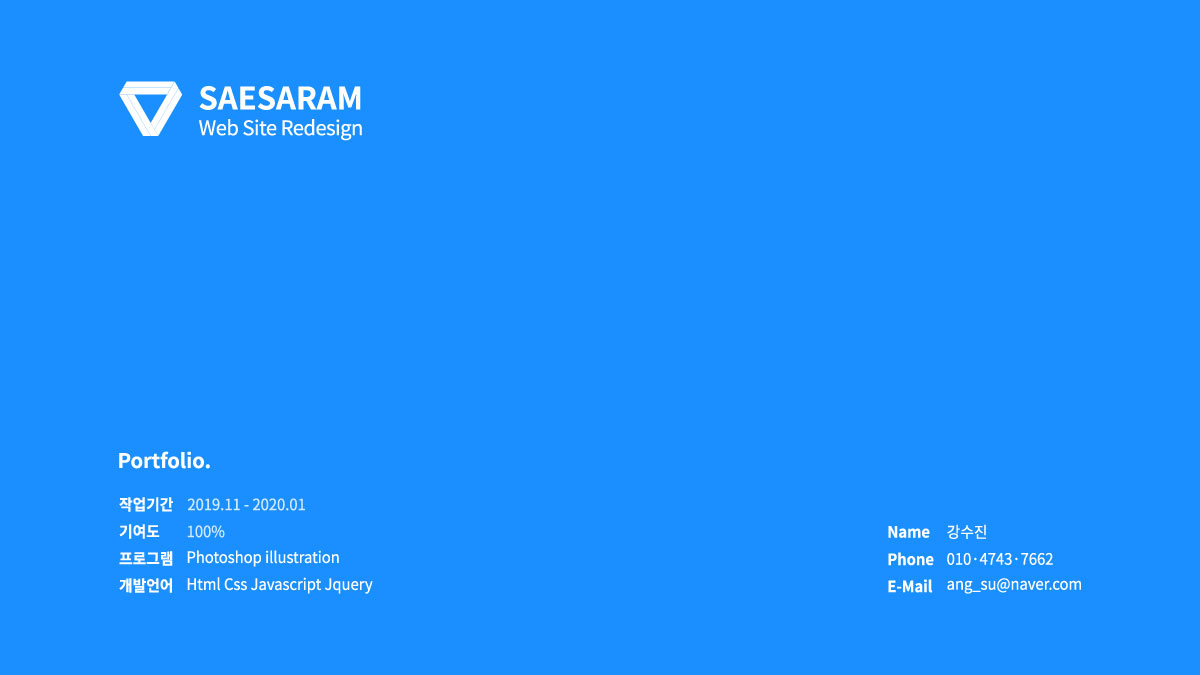 SAESARAM
Web Site Redesign
Portfolio.
작업기간 2019.11 - 2020.01
기여도 100%
프로그램 Photoshop illustration
개발언어 Html Css Javascript Jquery
Name 강수진
Phone 010·4743·7662
E-Mail ang_su@naver.com